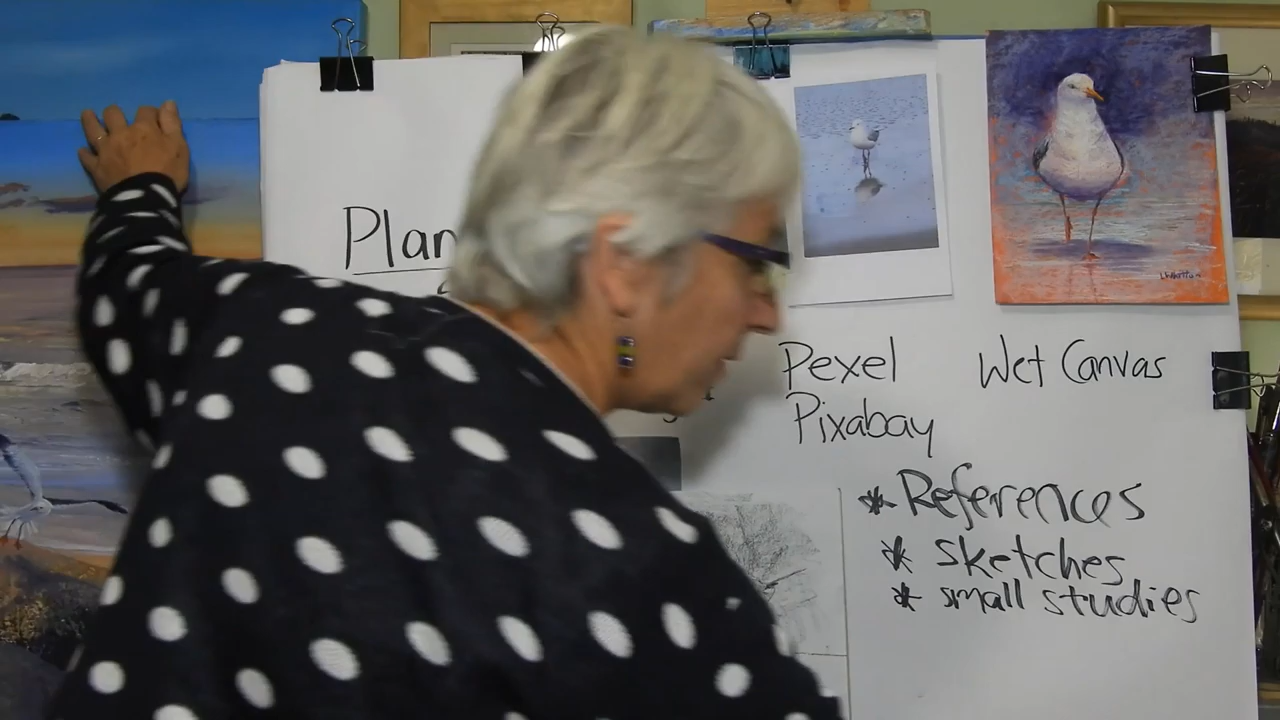 Plan
Pexel
Wet Canvas
Pixabay
* References
* sketches
* small studies